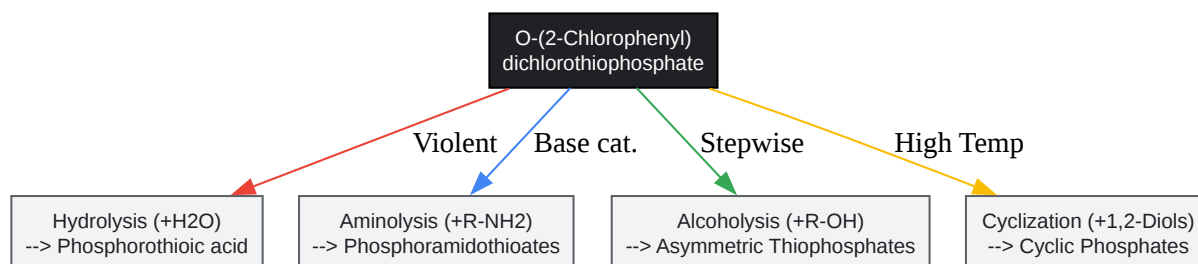 O-(2-Chlorophenyl)
dichlorothiophosphate
Violent
Base cat.
Stepwise
High Temp
Hydrolysis (+H2O)
--> Phosphorothioic acid
Aminolysis (+R-NH2)
--> Phosphoramidothioates
Alcoholysis (+R-OH)
--> Asymmetric Thiophosphates
Cyclization (+1,2-Diols)
--> Cyclic Phosphates